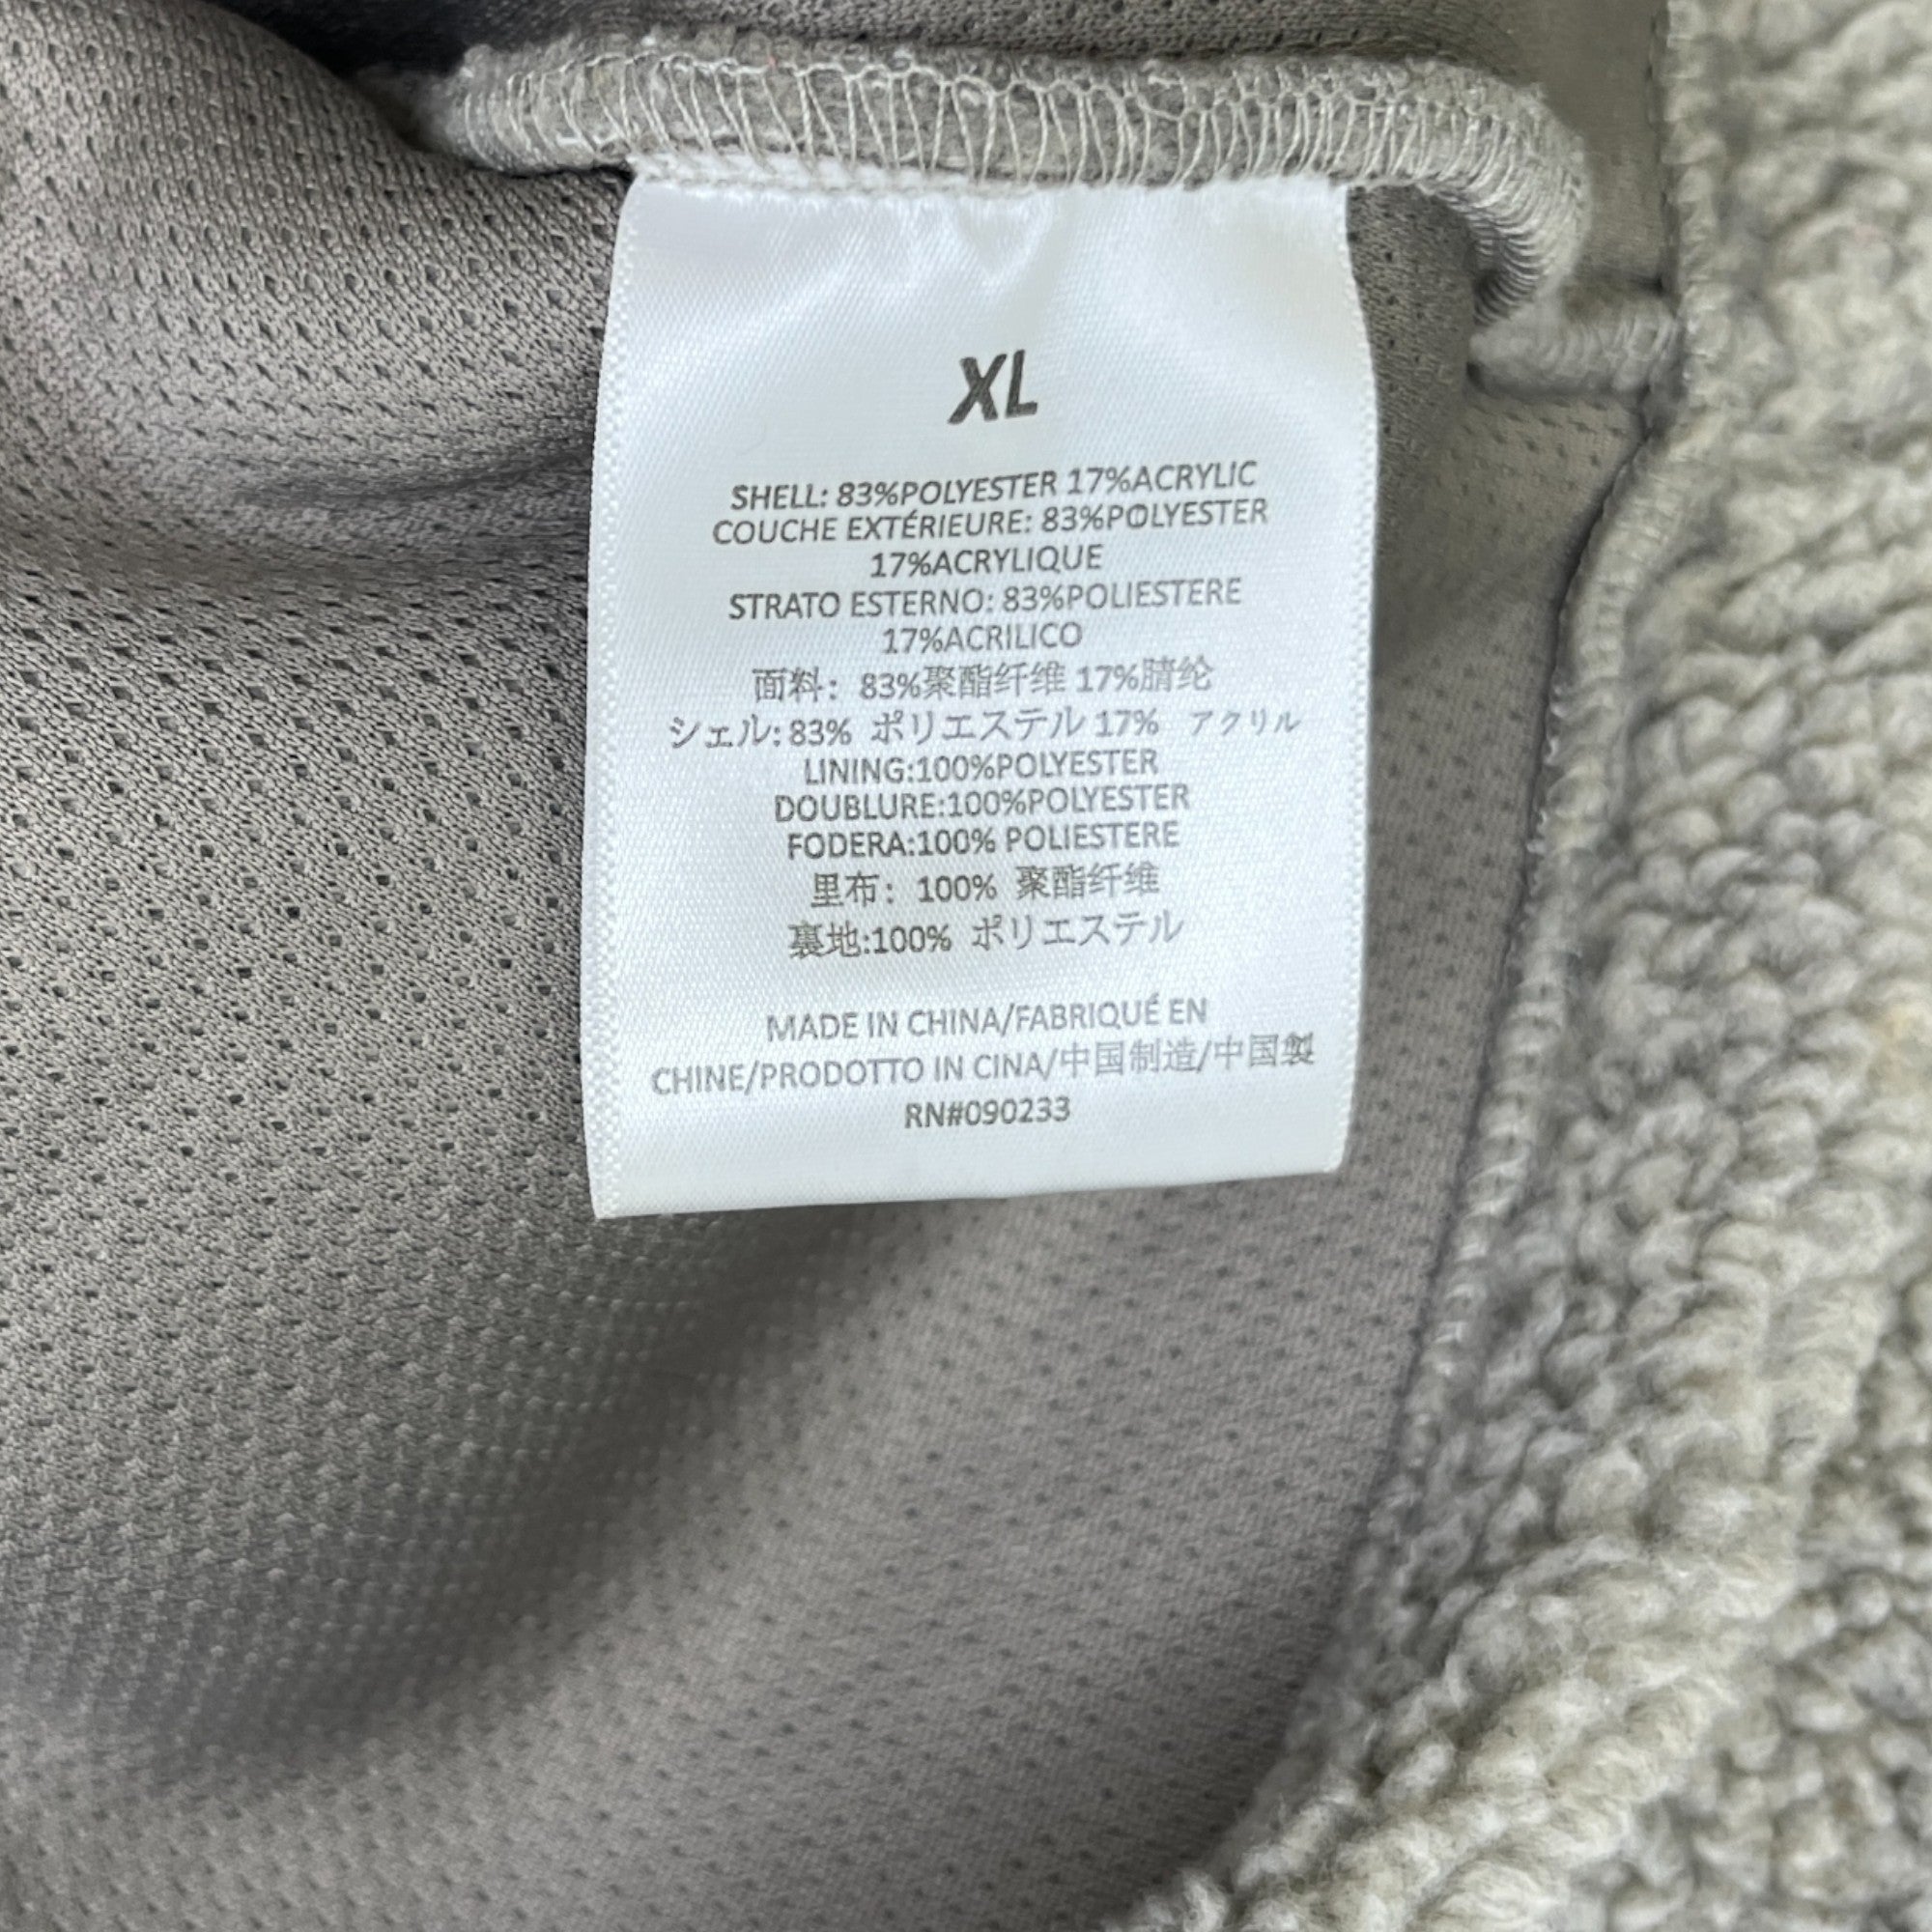 XL
SHELL: 83%POLYESTER 17%ACRYLIC
COUCHE EXTÉRIEURE: 83%POLYESTER
17%ACRYLIQUE
STRATO ESTERNO: 83%POLIESTERE
17%ACRILICO
面料：83%聚酯纤维 17%腈纶
シェル: 83% ポリエステル 17% アクリル
LINING:100%POLYESTER
DOUBLURE:100%POLYESTER
FODERA:100% POLIESTERE
里布：100% 聚酯纤维
裏地:100% ポリエステル
MADE IN CHINA/FABRIQUÉ EN
CHINE/PRODOTTO IN CINA/中国制造/中国製
RN#090233